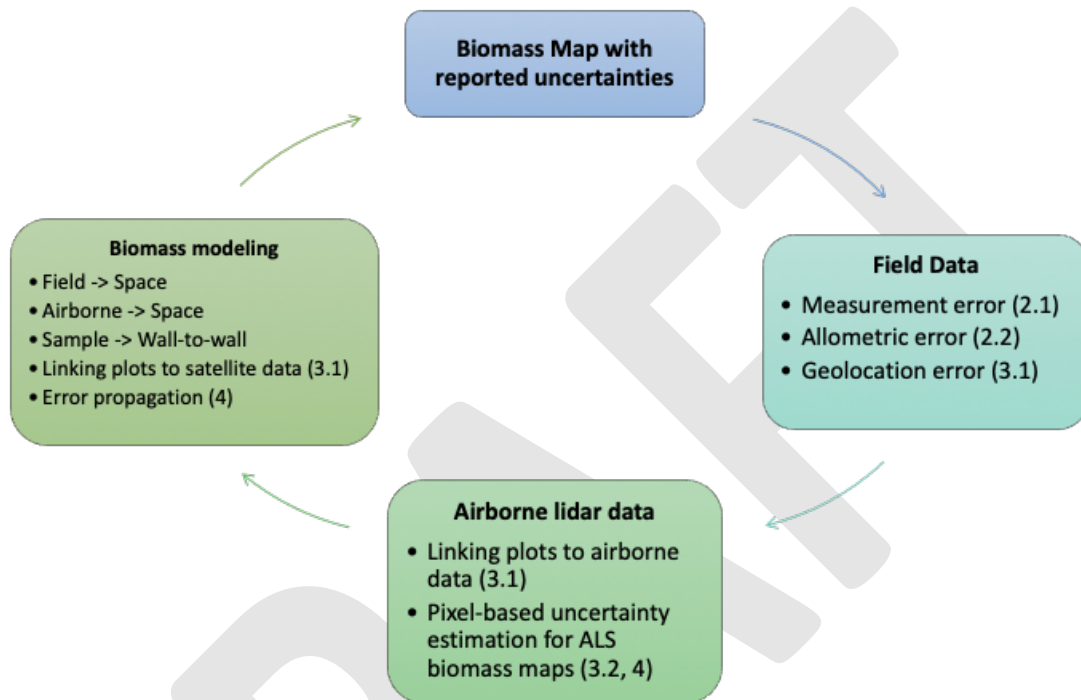 Biomass Map with
reported uncertainties
Field Data
• Measurement error (2.1)
• Allometric error (2.2)
• Geolocation error (3.1)
Airborne lidar data
• Linking plots to airborne
data (3.1)
• Pixel-based uncertainty
estimation for ALS
biomass maps (3.2, 4)
Biomass modeling
• Field -> Space
• Airborne -> Space
• Sample -> Wall-to-wall
• Linking plots to satellite data (3.1)
• Error propagation (4)